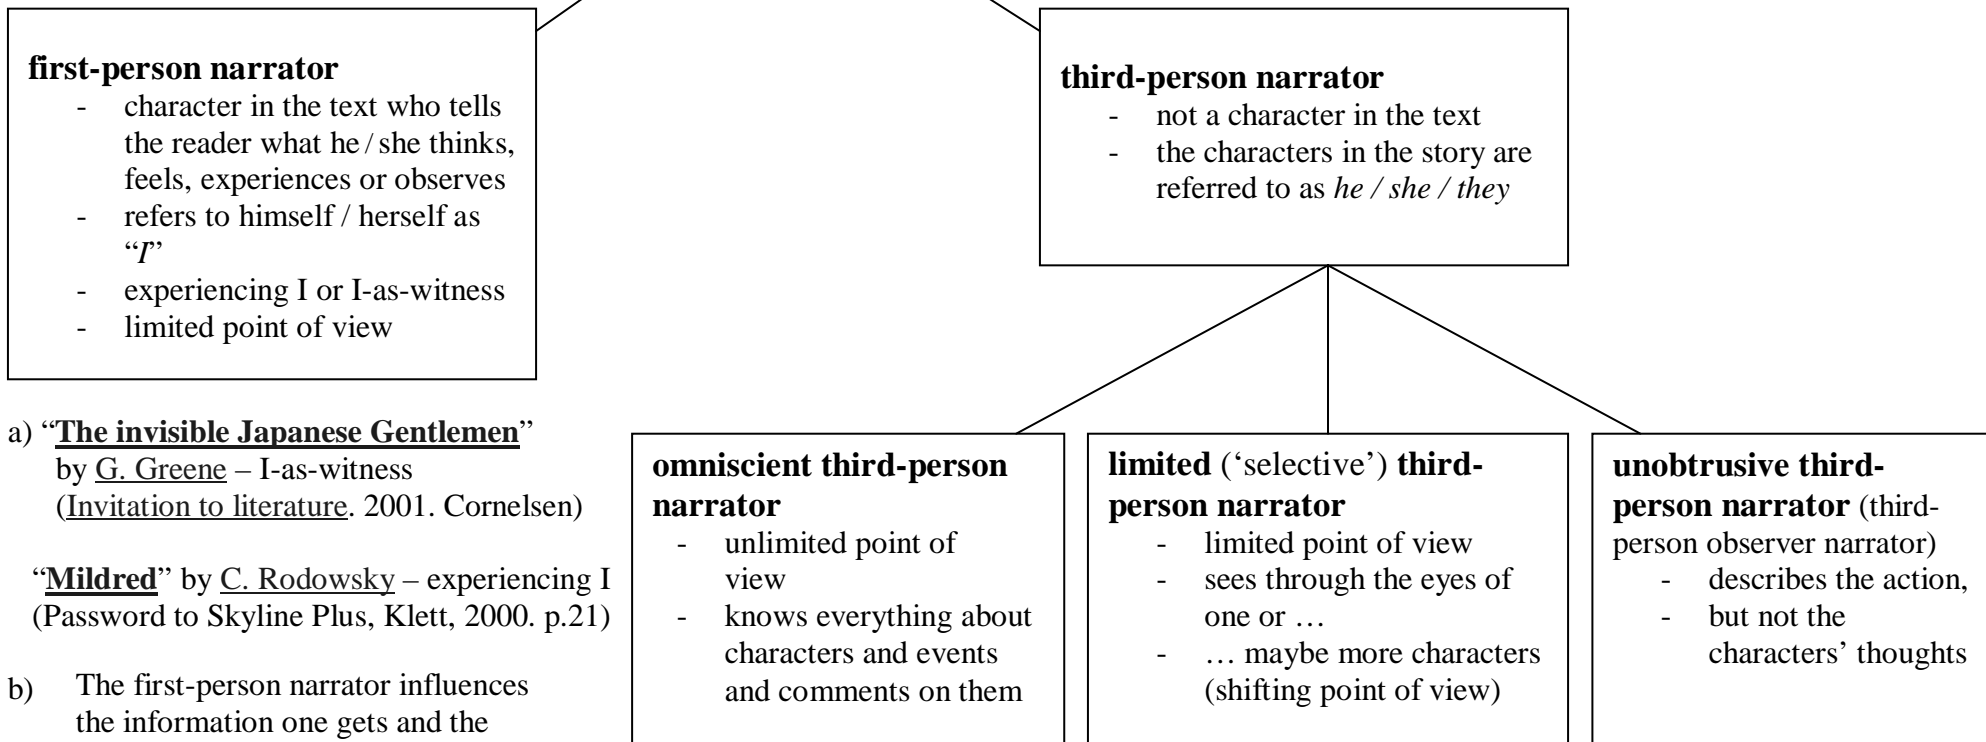 first-person narrator
- character in the text who tells
the reader what he / she thinks,
feels, experiences or observes
- refers to himself / herself as
“I”
- experiencing I or I-as-witness
- limited point of view
third-person narrator
- not a character in the text
- the characters in the story are
referred to as he / she / they
a) “The invisible Japanese Gentlemen”
by G. Greene – I-as-witness
(Invitation to literature. 2001. Cornelsen)
“Mildred” by C. Rodowsky – experiencing I
(Password to Skyline Plus, Klett, 2000. p.21)
b) The first-person narrator influences
the information one gets and the
omniscient third-person
narrator
- unlimited point of
view
- knows everything about
characters and events
and comments on them
limited (‘selective’) third-
person narrator
- limited point of view
- sees through the eyes of
one or …
- … maybe more characters
(shifting point of view)
unobtrusive third-
person narrator (third-
person observer narrator)
- describes the action,
- but not the
characters’ thoughts